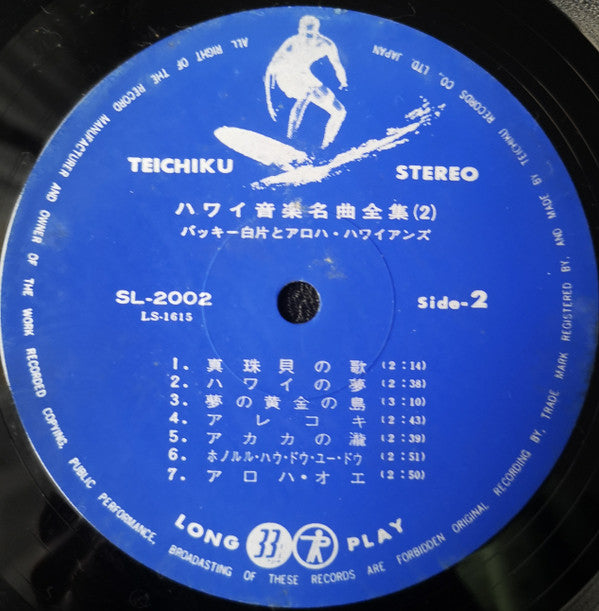 ALL RIGHT OF THE RECORD MANUFACTURER AND OWNER OF THE WORK RECORDED COPYING, PUBLIC PERFORMANCE, BROADASTING OF THESE RECORDS ARE FORBIDDEN ORIGINAL RECORDING BY, TRADE MARK REGISTERED BY, AND MADE BY TEICHIKU RECORDS CO., LTD. JAPAN
TEICHIKU STEREO
ハワイ音楽名曲全集(2)
バッキー白片とアロハ・ハワイアンズ
SL-2002 Side-2
LS-1615
1. 真珠貝の歌 (2:14)
2. ハワイの夢 (2:38)
3. 夢の黄金の島 (3:10)
4. アレコキ (2:43)
5. アカカの瀧 (2:39)
6. ホノルル・ハウ・ドウ・ユー・ドゥ (2:51)
7. アロハ・オエ (2:50)
LONG 33 PLAY